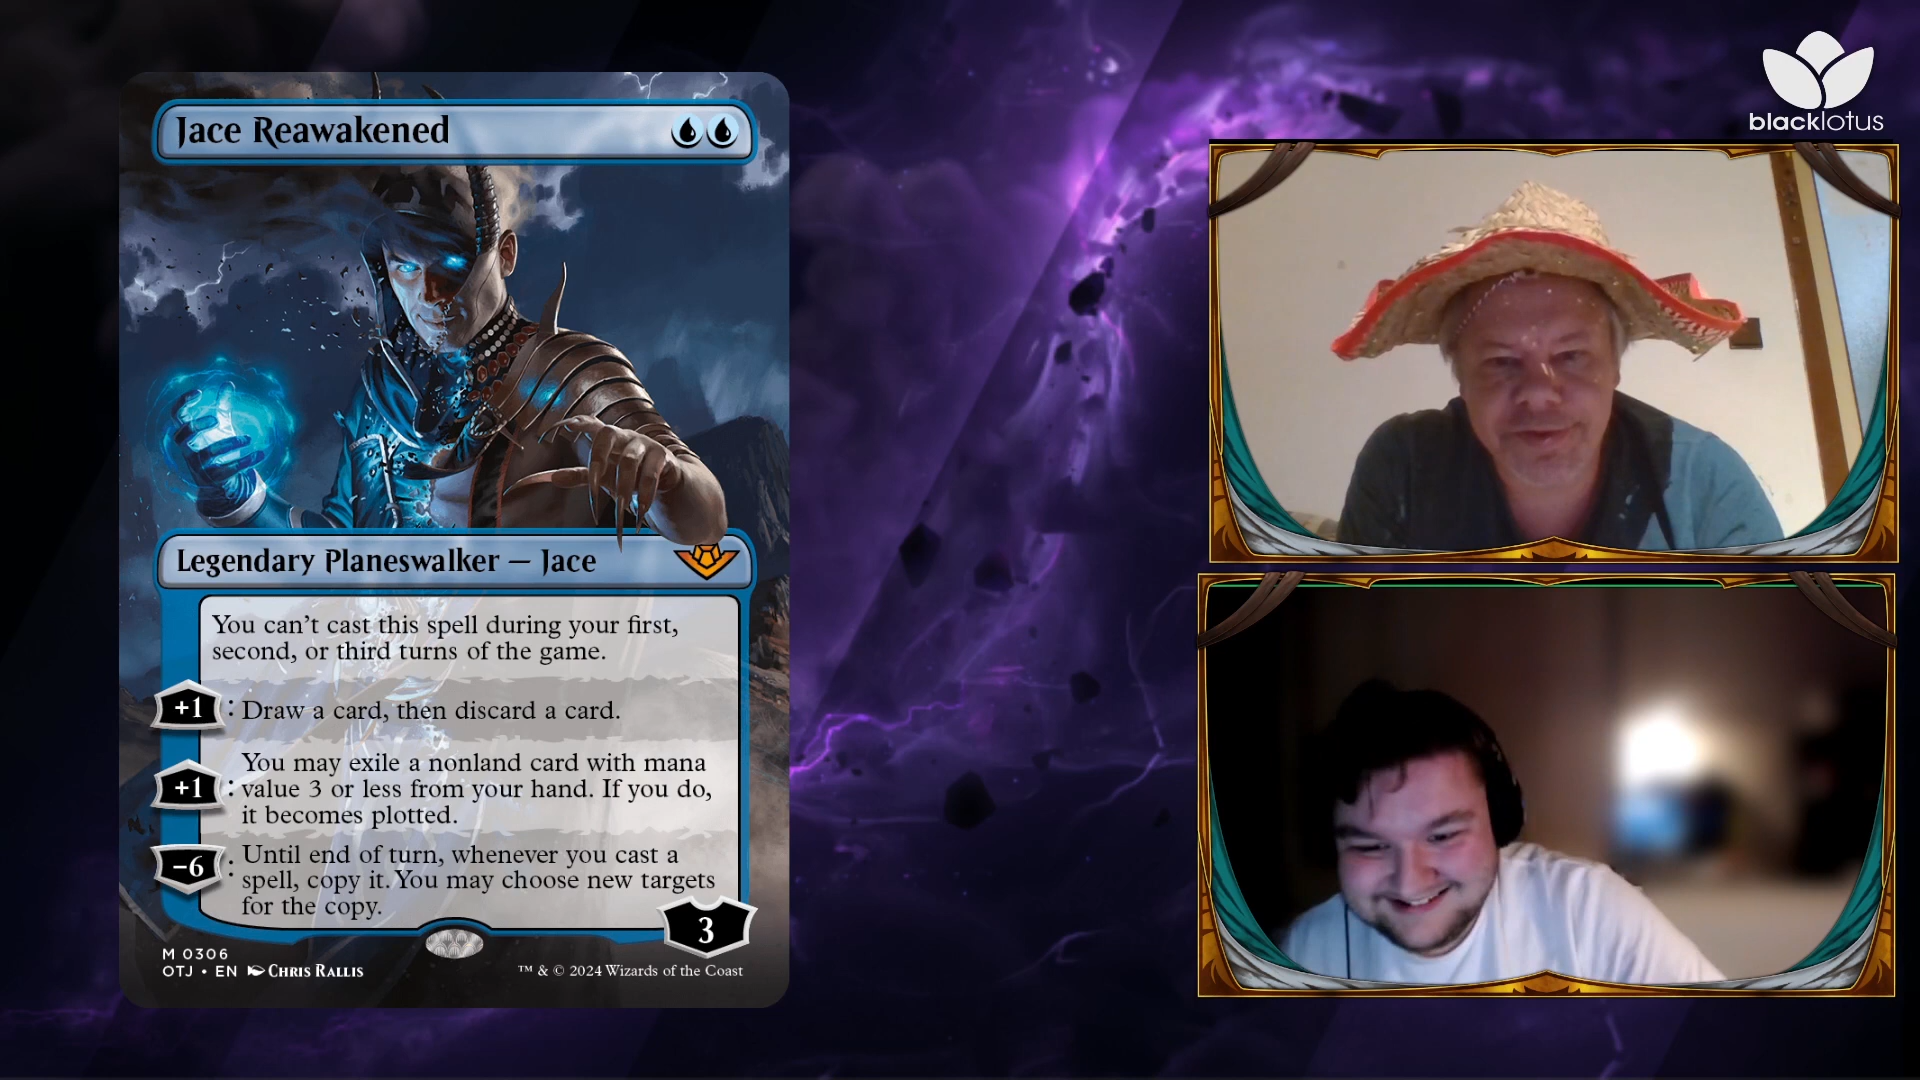 Jace Reawakened
Legendary Planeswalker — Jace
You can't cast this spell during your first,
second, or third turns of the game.
+1 : Draw a card, then discard a card.
You may exile a nonland card with mana
+1 : value 3 or less from your hand. If you do,
it becomes plotted.
Until end of turn, whenever you cast a
−6 : spell, copy it. You may choose new targets
for the copy.
3
M 0306
OTJ • EN Chris Rallis
™ & © 2024 Wizards of the Coast
blacklotus